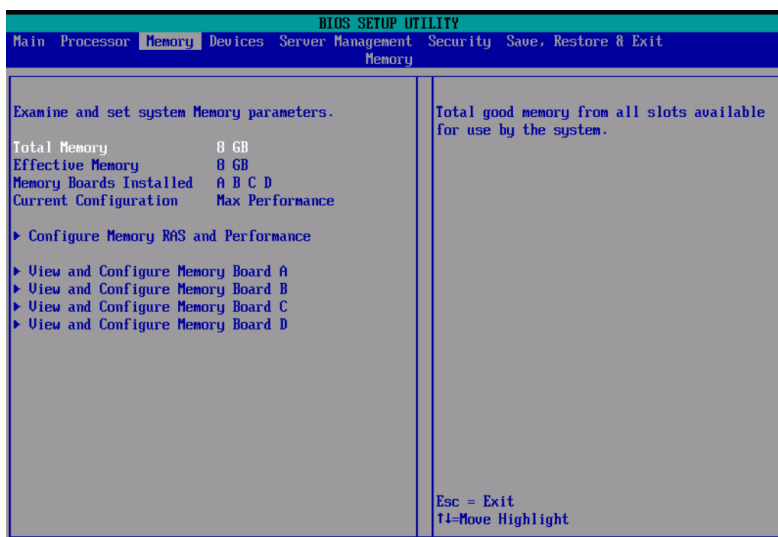 BIOS SETUP UTILITY
Main Processor Memory Devices Server Management Security Save, Restore & Exit
Memory
Examine and set system Memory parameters.
Total Memory 8 GB
Effective Memory 8 GB
Memory Boards Installed A B C D
Current Configuration Max Performance
▶ Configure Memory RAS and Performance
▶ View and Configure Memory Board A
▶ View and Configure Memory Board B
▶ View and Configure Memory Board C
▶ View and Configure Memory Board D
Total good memory from all slots available
for use by the system.
Esc = Exit
↑↓=Move Highlight